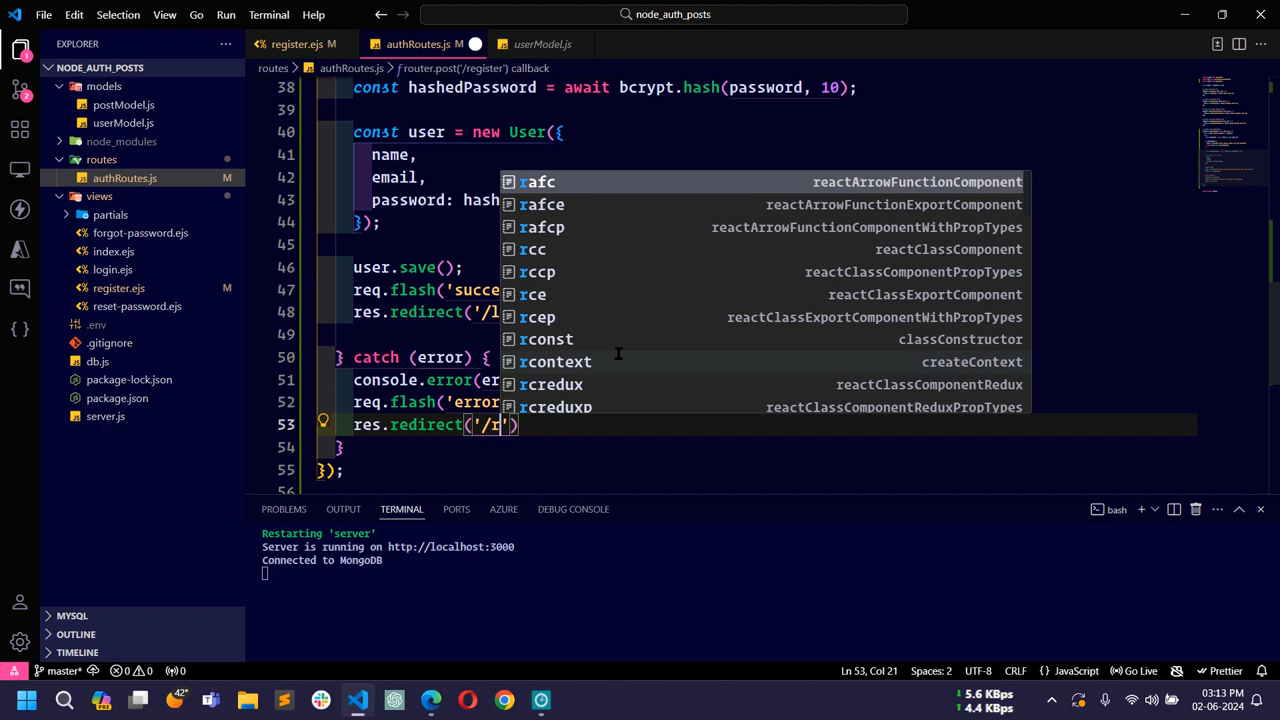 File Edit Selection View Go Run Terminal Help
node_auth_posts
EXPLORER
NODE_AUTH_POSTS
models
postModel.js
userModel.js
node_modules
routes
authRoutes.js M
views
partials
forgot-password.ejs
index.ejs
login.ejs
register.ejs M
reset-password.ejs
.env
.gitignore
db.js
package-lock.json
package.json
server.js
MYSQL
OUTLINE
TIMELINE
1
2
register.ejs M
authRoutes.js M
userModel.js
routes > authRoutes.js > router.post('/register') callback
38 const hashedPassword = await bcrypt.hash(password, 10);
39
40 const user = new User({
41 name,
42 email,
43 password: hash
44 });
45
46 user.save();
47 req.flash('succe
48 res.redirect('/l
49
50 } catch (error) {
51 console.error(er
52 req.flash('error
53 res.redirect('/r')
54 }
55 });
56
rafc reactArrowFunctionComponent
rafce reactArrowFunctionExportComponent
rafcp reactArrowFunctionComponentWithPropTypes
rcc reactClassComponent
rccp reactClassComponentPropTypes
rce reactClassExportComponent
rcep reactClassExportComponentWithPropTypes
rconst classConstructor
rcontext createContext
rcredux reactClassComponentRedux
rcreduxp reactClassComponentReduxPropTypes
PROBLEMS OUTPUT TERMINAL PORTS AZURE DEBUG CONSOLE
bash
Restarting 'server'
Server is running on http://localhost:3000
Connected to MongoDB
master* 0 0 0
Ln 53, Col 21 Spaces: 2 UTF-8 CRLF { } JavaScript Go Live Prettier
42°
PRE
5.6 KBps
4.4 KBps
03:13 PM
02-06-2024